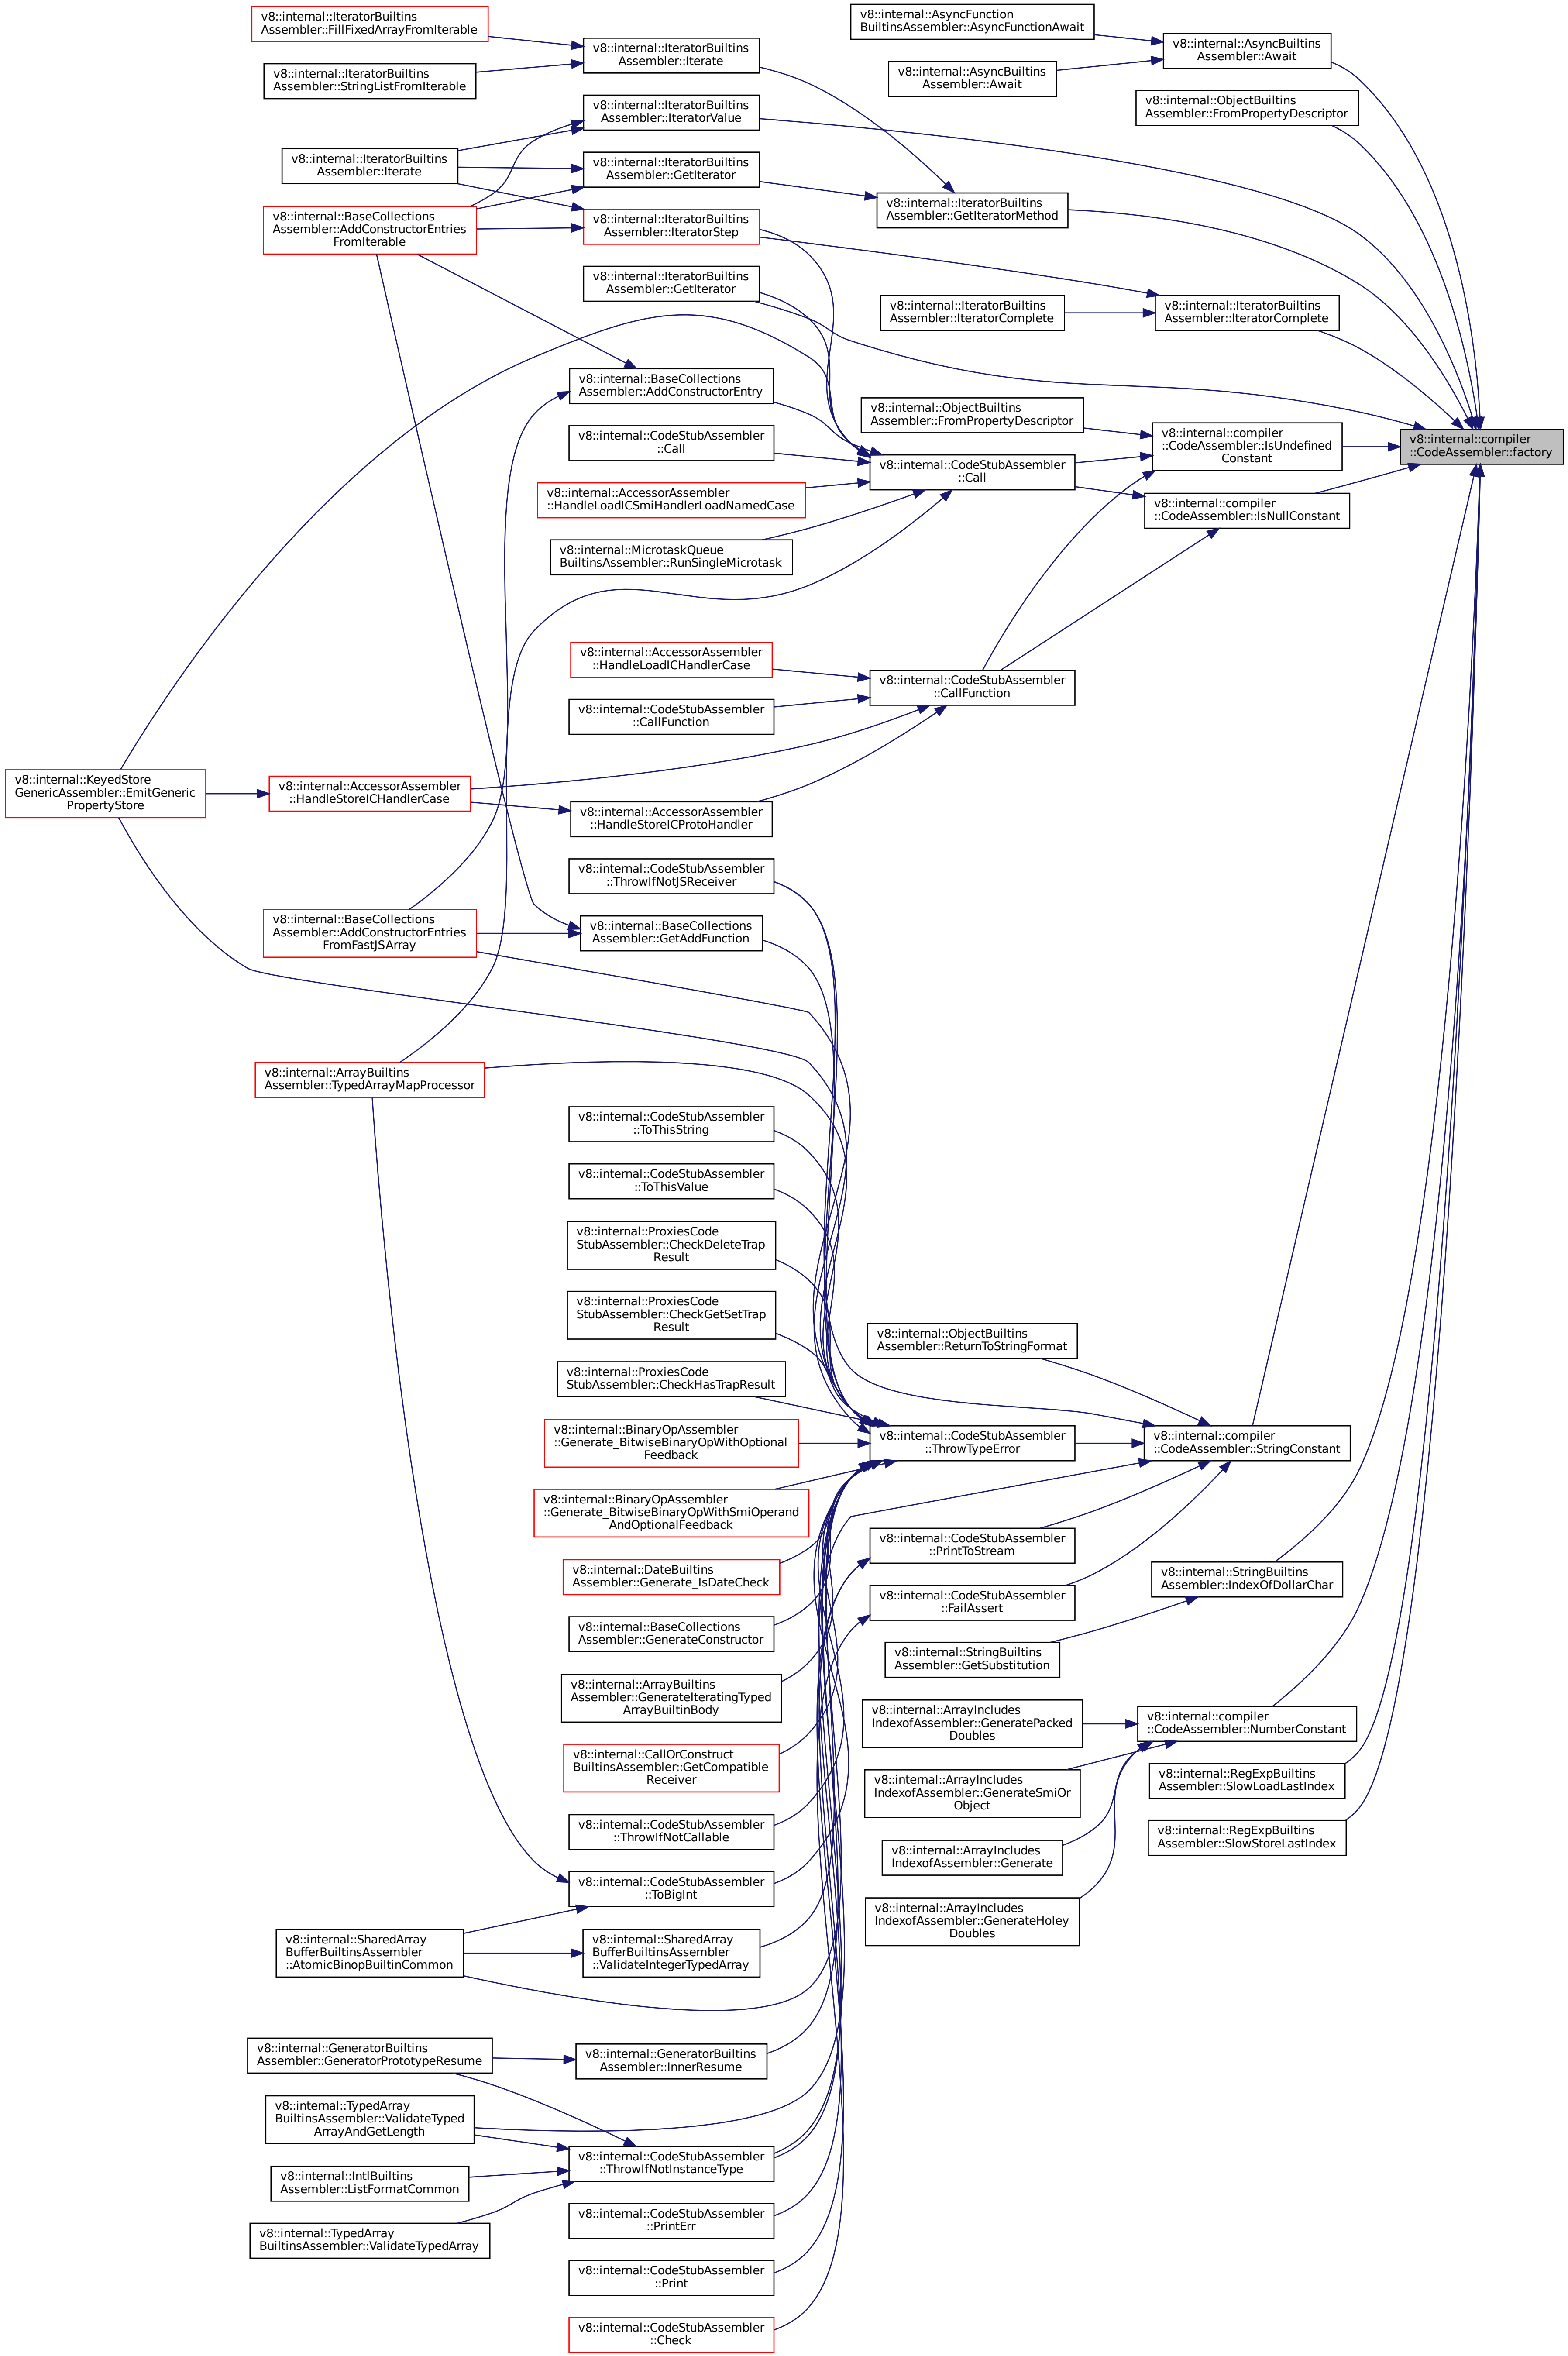 v8::internal::IteratorBuiltins
Assembler::FillFixedArrayFromIterable
v8::internal::IteratorBuiltins
Assembler::StringListFromIterable
v8::internal::IteratorBuiltins
Assembler::Iterate
v8::internal::BaseCollections
Assembler::AddConstructorEntries
FromIterable
v8::internal::KeyedStore
GenericAssembler::EmitGeneric
PropertyStore
v8::internal::AccessorAssembler
::HandleStoreICHandlerCase
v8::internal::BaseCollections
Assembler::AddConstructorEntries
FromFastJSArray
v8::internal::ArrayBuiltins
Assembler::TypedArrayMapProcessor
v8::internal::SharedArray
BufferBuiltinsAssembler
::AtomicBinopBuiltinCommon
v8::internal::GeneratorBuiltins
Assembler::GeneratorPrototypeResume
v8::internal::TypedArray
BuiltinsAssembler::ValidateTyped
ArrayAndGetLength
v8::internal::IntlBuiltins
Assembler::ListFormatCommon
v8::internal::TypedArray
BuiltinsAssembler::ValidateTypedArray
v8::internal::IteratorBuiltins
Assembler::Iterate
v8::internal::IteratorBuiltins
Assembler::IteratorValue
v8::internal::IteratorBuiltins
Assembler::GetIterator
v8::internal::IteratorBuiltins
Assembler::IteratorStep
v8::internal::IteratorBuiltins
Assembler::GetIterator
v8::internal::BaseCollections
Assembler::AddConstructorEntry
v8::internal::CodeStubAssembler
::Call
v8::internal::AccessorAssembler
::HandleLoadICSmiHandlerLoadNamedCase
v8::internal::MicrotaskQueue
BuiltinsAssembler::RunSingleMicrotask
v8::internal::AccessorAssembler
::HandleLoadICHandlerCase
v8::internal::CodeStubAssembler
::CallFunction
v8::internal::AccessorAssembler
::HandleStoreICProtoHandler
v8::internal::CodeStubAssembler
::ThrowIfNotJSReceiver
v8::internal::BaseCollections
Assembler::GetAddFunction
v8::internal::CodeStubAssembler
::ToThisString
v8::internal::CodeStubAssembler
::ToThisValue
v8::internal::ProxiesCode
StubAssembler::CheckDeleteTrap
Result
v8::internal::ProxiesCode
StubAssembler::CheckGetSetTrap
Result
v8::internal::ProxiesCode
StubAssembler::CheckHasTrapResult
v8::internal::BinaryOpAssembler
::Generate_BitwiseBinaryOpWithOptional
Feedback
v8::internal::BinaryOpAssembler
::Generate_BitwiseBinaryOpWithSmiOperand
AndOptionalFeedback
v8::internal::DateBuiltins
Assembler::Generate_IsDateCheck
v8::internal::BaseCollections
Assembler::GenerateConstructor
v8::internal::ArrayBuiltins
Assembler::GenerateIteratingTyped
ArrayBuiltinBody
v8::internal::CallOrConstruct
BuiltinsAssembler::GetCompatible
Receiver
v8::internal::CodeStubAssembler
::ThrowIfNotCallable
v8::internal::CodeStubAssembler
::ToBigInt
v8::internal::SharedArray
BufferBuiltinsAssembler
::ValidateIntegerTypedArray
v8::internal::GeneratorBuiltins
Assembler::InnerResume
v8::internal::CodeStubAssembler
::ThrowIfNotInstanceType
v8::internal::CodeStubAssembler
::PrintErr
v8::internal::CodeStubAssembler
::Print
v8::internal::CodeStubAssembler
::Check
v8::internal::AsyncFunction
BuiltinsAssembler::AsyncFunctionAwait
v8::internal::AsyncBuiltins
Assembler::Await
v8::internal::IteratorBuiltins
Assembler::GetIteratorMethod
v8::internal::IteratorBuiltins
Assembler::IteratorComplete
v8::internal::ObjectBuiltins
Assembler::FromPropertyDescriptor
v8::internal::CodeStubAssembler
::Call
v8::internal::CodeStubAssembler
::CallFunction
v8::internal::ObjectBuiltins
Assembler::ReturnToStringFormat
v8::internal::CodeStubAssembler
::ThrowTypeError
v8::internal::CodeStubAssembler
::PrintToStream
v8::internal::CodeStubAssembler
::FailAssert
v8::internal::StringBuiltins
Assembler::GetSubstitution
v8::internal::ArrayIncludes
IndexofAssembler::GeneratePacked
Doubles
v8::internal::ArrayIncludes
IndexofAssembler::GenerateSmiOr
Object
v8::internal::ArrayIncludes
IndexofAssembler::Generate
v8::internal::ArrayIncludes
IndexofAssembler::GenerateHoley
Doubles
v8::internal::AsyncBuiltins
Assembler::Await
v8::internal::ObjectBuiltins
Assembler::FromPropertyDescriptor
v8::internal::IteratorBuiltins
Assembler::IteratorComplete
v8::internal::compiler
::CodeAssembler::IsUndefined
Constant
v8::internal::compiler
::CodeAssembler::IsNullConstant
v8::internal::compiler
::CodeAssembler::StringConstant
v8::internal::StringBuiltins
Assembler::IndexOfDollarChar
v8::internal::compiler
::CodeAssembler::NumberConstant
v8::internal::RegExpBuiltins
Assembler::SlowLoadLastIndex
v8::internal::RegExpBuiltins
Assembler::SlowStoreLastIndex
v8::internal::compiler
::CodeAssembler::factory